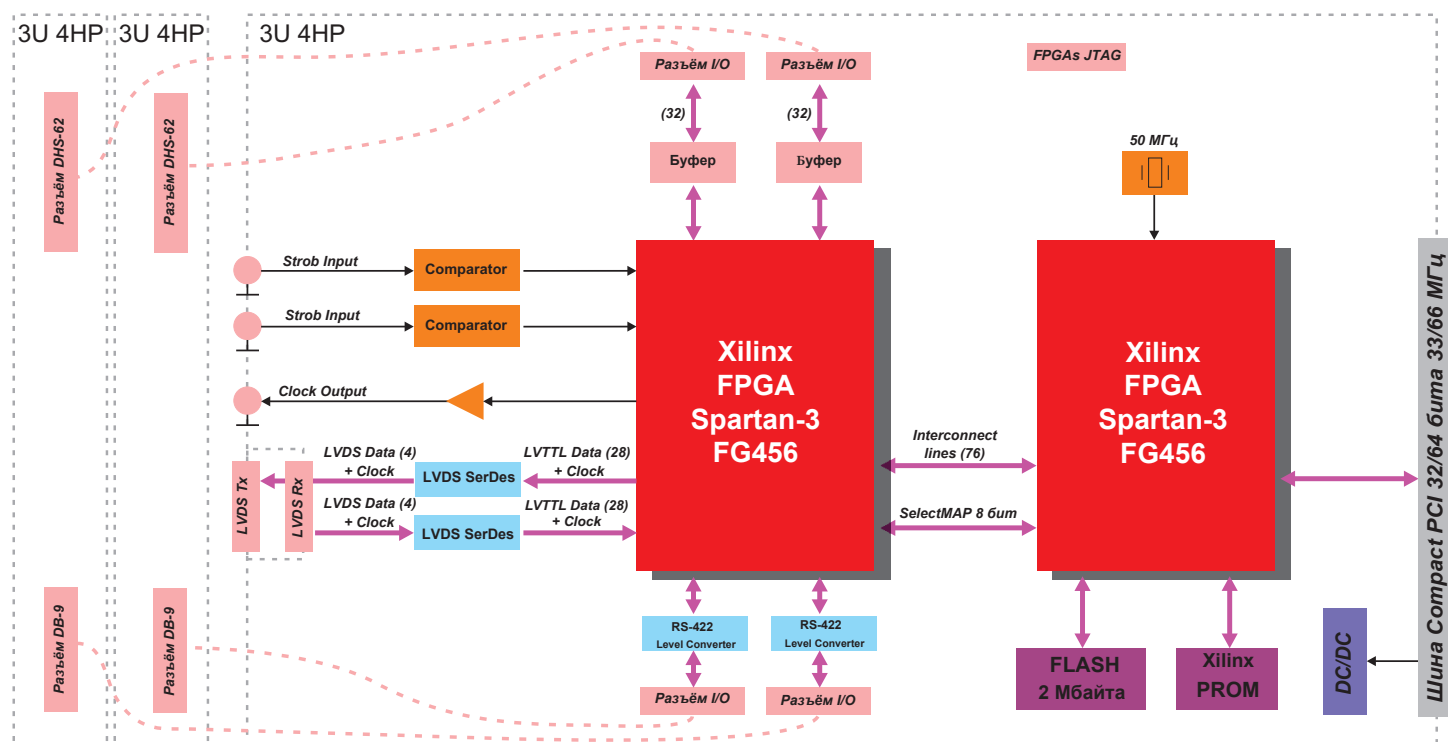 3U 4HP
3U 4HP
3U 4HP
Разъём DHS-62
Разъём DHS-62
Разъём I/O
Разъём I/O
FPGAs JTAG
(32)
(32)
Буфер
Буфер
50 МГц
Strob Input
Comparator
Strob Input
Comparator
Clock Output
Xilinx
FPGA
Spartan-3
FG456
Xilinx
FPGA
Spartan-3
FG456
LVDS Tx
LVDS Rx
LVDS Data (4)
+ Clock
LVDS SerDes
LVTTL Data (28)
+ Clock
LVDS Data (4)
+ Clock
LVDS SerDes
LVTTL Data (28)
+ Clock
Interconnect
lines (76)
SelectMAP 8 бит
Шина Compact PCI 32/64 бита 33/66 МГц
Разъём DB-9
Разъём DB-9
RS-422
Level Converter
RS-422
Level Converter
Разъём I/O
Разъём I/O
FLASH
2 Мбайта
Xilinx
PROM
DC/DC